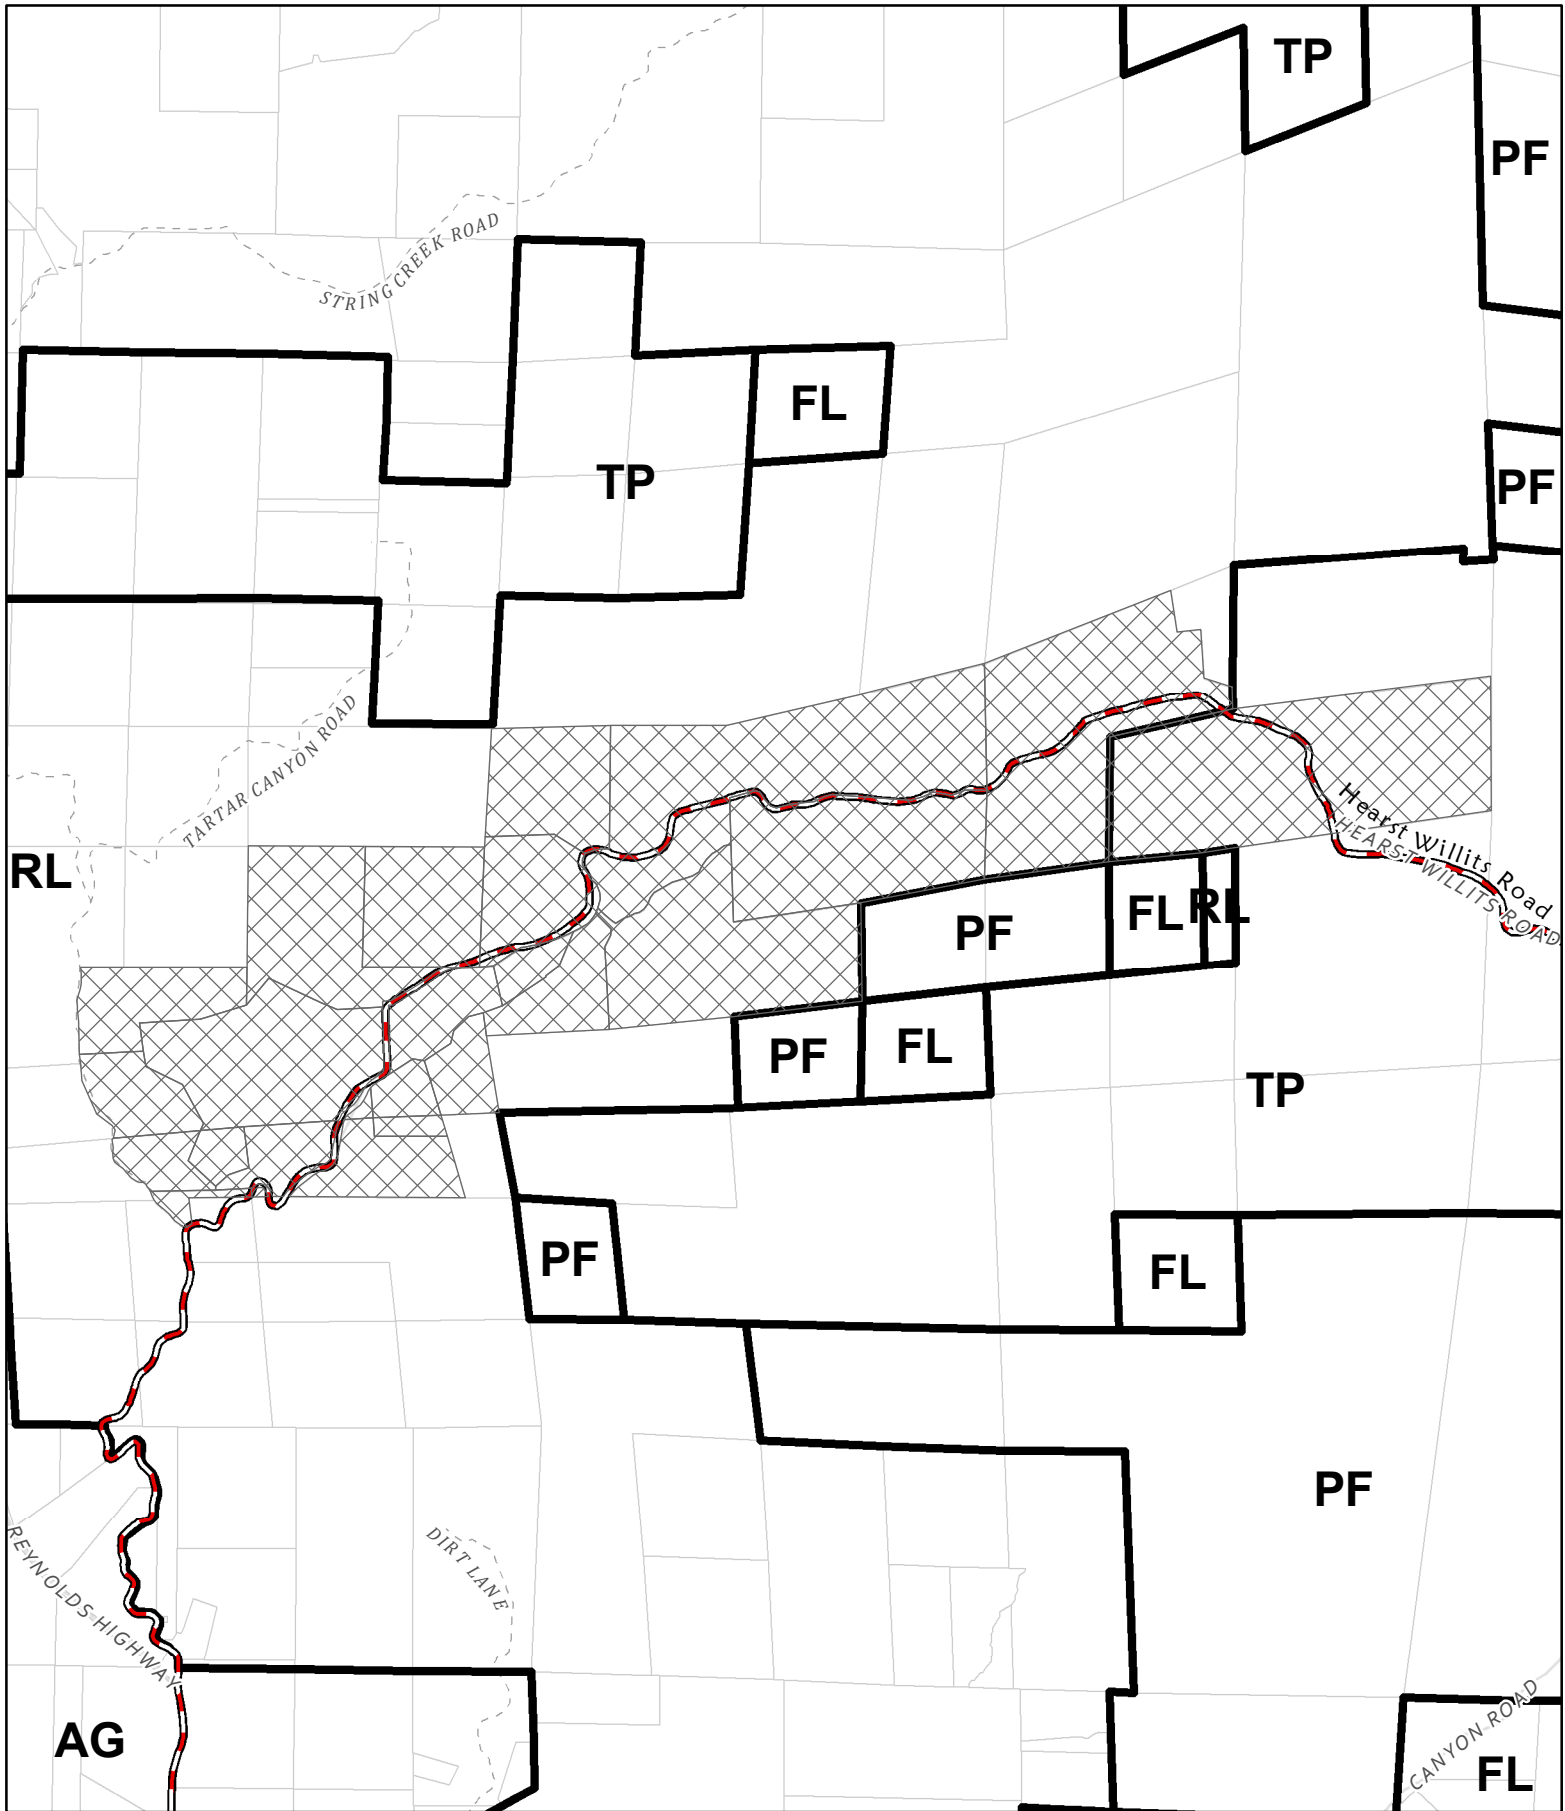 TP
PF
STRING CREEK ROAD
FL
TP
PF
TARTAR CANYON ROAD
Hearst Willits Road
HEARST WILLITS ROAD
RL
FL
RL
PF
PF
FL
TP
PF
FL
PF
REYNOLDS HIGHWAY
DIRT LANE
CANYON ROAD
AG
FL